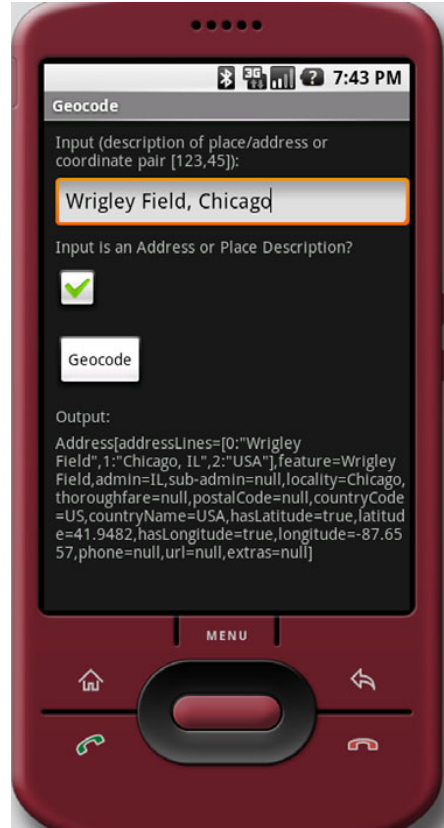 3G 7:43 PM
Geocode
Input (description of place/address or
coordinate pair [123,45]):
Wrigley Field, Chicago
Input is an Address or Place Description?
Geocode
Output:
Address[addressLines=[0:"Wrigley
Field",1:"Chicago, IL",2:"USA"],feature=Wrigley
Field,admin=IL,sub-admin=null,locality=Chicago,
thoroughfare=null,postalCode=null,countryCode
=US,countryName=USA,hasLatitude=true,latitud
e=41.9482,hasLongitude=true,longitude=-87.65
57,phone=null,url=null,extras=null]
MENU